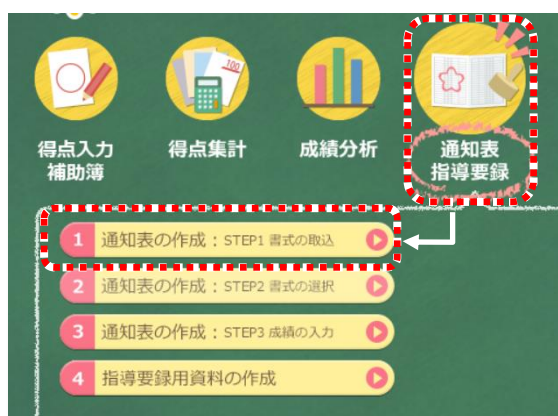 得点入力
補助簿
得点集計
100
成績分析
通知表
指導要録
1 通知表の作成：STEP1 書式の取込
2 通知表の作成：STEP2 書式の選択
3 通知表の作成：STEP3 成績の入力
4 指導要録用資料の作成